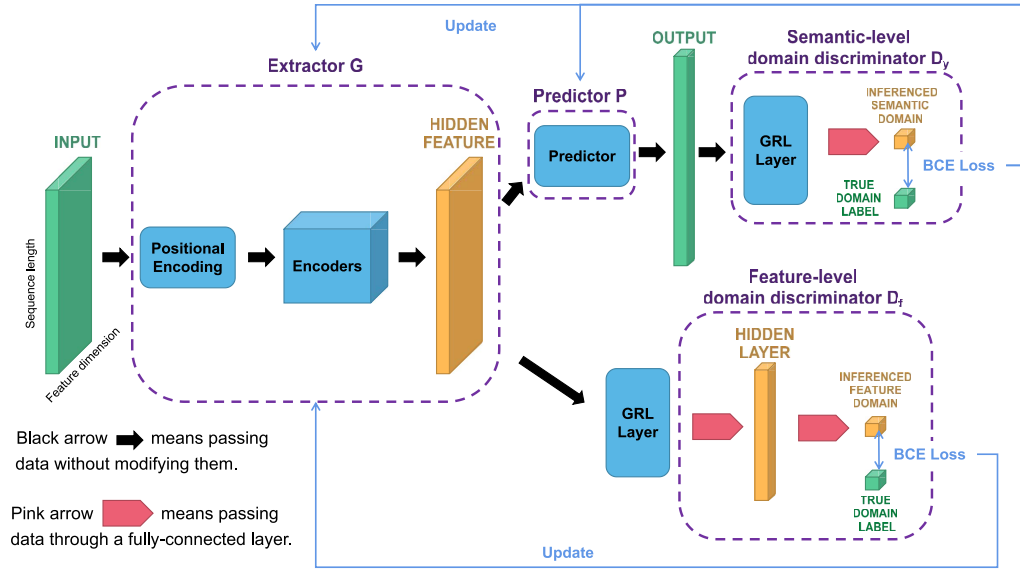 Update
Extractor G
INPUT
Sequence length
Feature dimension
Positional
Encoding
Encoders
HIDDEN
FEATURE
Predictor P
Predictor
OUTPUT
Semantic-level
domain discriminator D_y
GRL
Layer
INFERENCED
SEMANTIC
DOMAIN
BCE Loss
TRUE
DOMAIN
LABEL
Feature-level
domain discriminator D_f
GRL
Layer
HIDDEN
LAYER
INFERENCED
FEATURE
DOMAIN
BCE Loss
TRUE
DOMAIN
LABEL
Black arrow means passing
data without modifying them.
Pink arrow means passing
data through a fully-connected layer.
Update